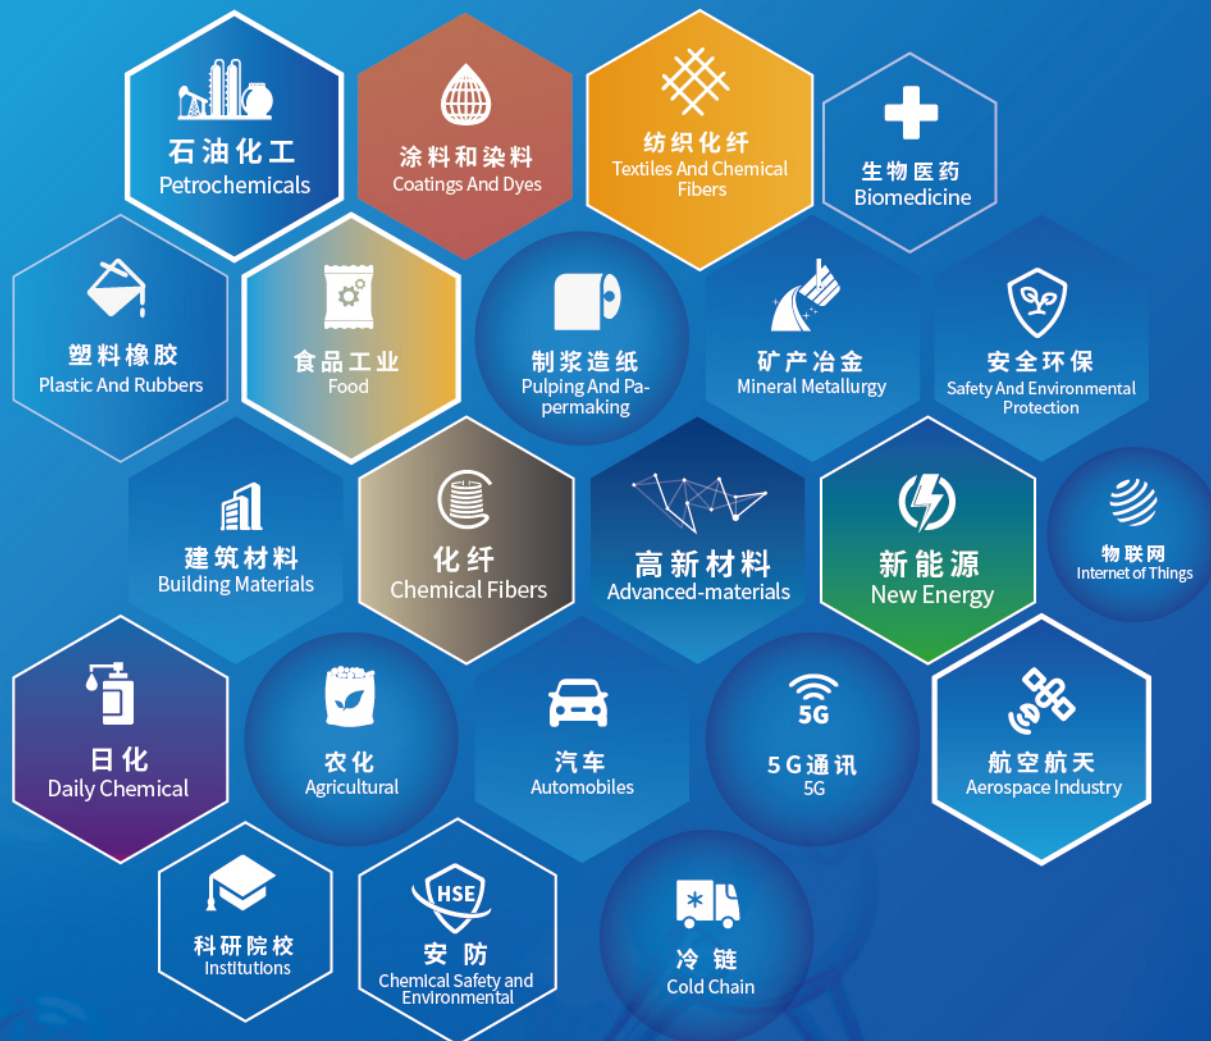 石油化工
Petrochemicals
涂料和染料
Coatings And Dyes
纺织化纤
Textiles And Chemical
Fibers
生物医药
Biomedicine
塑料橡胶
Plastic And Rubbers
食品工业
Food
制浆造纸
Pulping And Pa-
permaking
矿产冶金
Mineral Metallurgy
安全环保
Safety And Environmental
Protection
建筑材料
Building Materials
化纤
Chemical Fibers
高新材料
Advanced-materials
新能源
New Energy
物联网
Internet of Things
日化
Daily Chemical
农化
Agricultural
汽车
Automobiles
5G
5G通讯
5G
航空航天
Aerospace Industry
科研院校
Institutions
HSE
安 防
Chemical Safety and
Environmental
冷 链
Cold Chain